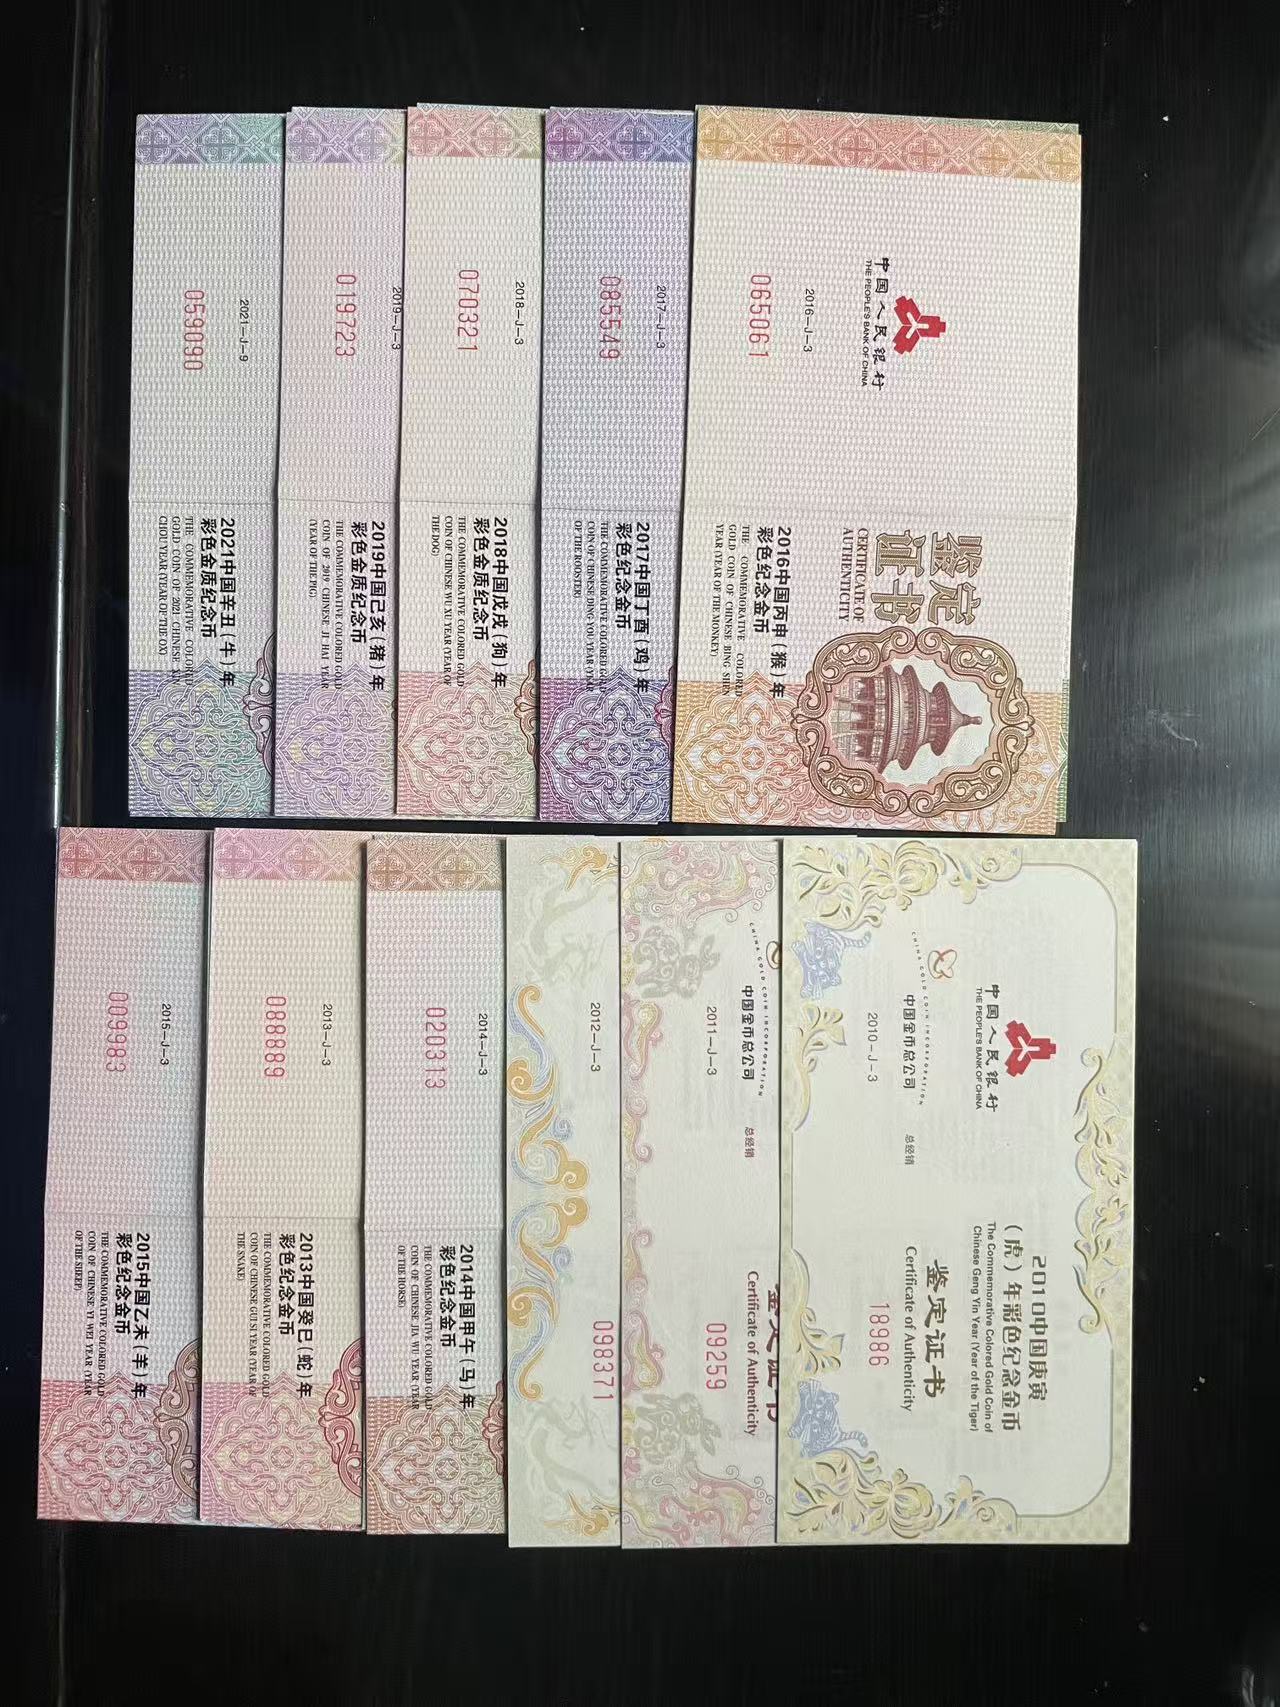 中国人民银行
THE PEOPLE'S BANK OF CHINA
2016－J－3
065061
鉴定
证书
CERTIFICATE OF
AUTHENTICITY
2016中国丙申(猴)年
彩色纪念金币
THE COMMEMORATIVE COLORED
GOLD COIN OF CHINESE BING SHEN
YEAR (YEAR OF THE MONKEY)
2017－J－3
085549
2017中国丁酉(鸡)年
彩色纪念金币
THE COMMEMORATIVE COLORED GOLD
COIN OF CHINESE DING YOU YEAR (YEAR
OF THE ROOSTER)
2018－J－3
070321
2018中国戊戌(狗)年
彩色金质纪念币
THE COMMEMORATIVE COLORED GOLD
COIN OF CHINESE WU XU YEAR (YEAR OF
THE DOG)
2019－J－3
019723
2019中国己亥(猪)年
彩色金质纪念币
THE COMMEMORATIVE COLORED GOLD
COIN OF 2019 CHINESE JI HAI YEAR
(YEAR OF THE PIG)
2021－J－9
059090
2021中国辛丑(牛)年
彩色金质纪念币
THE COMMEMORATIVE COLORED
GOLD COIN OF 2021 CHINESE XIN
CHOU YEAR (YEAR OF THE OX)
中国人民银行
THE PEOPLE'S BANK OF CHINA
CHINA GOLD COIN INCORPORATION
中国金币总公司 总经销
2010－J－3
2010中国庚寅
(虎)年彩色纪念金币
The Commemorative Colored Gold Coin of
Chinese Geng Yin Year (Year of the Tiger)
鉴定证书
Certificate of Authenticity
18986
CHINA GOLD COIN INCORPORATION
中国金币总公司 总经销
2011－J－3
鉴定证书
Certificate of Authenticity
09259
2012－J－3
098371
2014－J－3
020313
2014中国甲午(马)年
彩色纪念金币
THE COMMEMORATIVE COLORED GOLD
COIN OF CHINESE JIA WU YEAR (YEAR
OF THE HORSE)
2013－J－3
088889
2013中国癸巳(蛇)年
彩色纪念金币
THE COMMEMORATIVE COLORED GOLD
COIN OF CHINESE GUI SI YEAR (YEAR OF
THE SNAKE)
2015－J－3
009983
2015中国乙未(羊)年
彩色纪念金币
THE COMMEMORATIVE COLORED GOLD
COIN OF CHINESE YI WEI YEAR (YEAR
OF THE SHEEP)